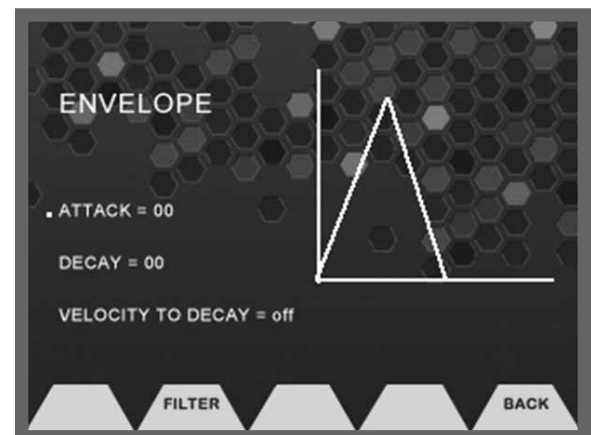 ENVELOPE
ATTACK = 00
DECAY = 00
VELOCITY TO DECAY = off
FILTER
BACK